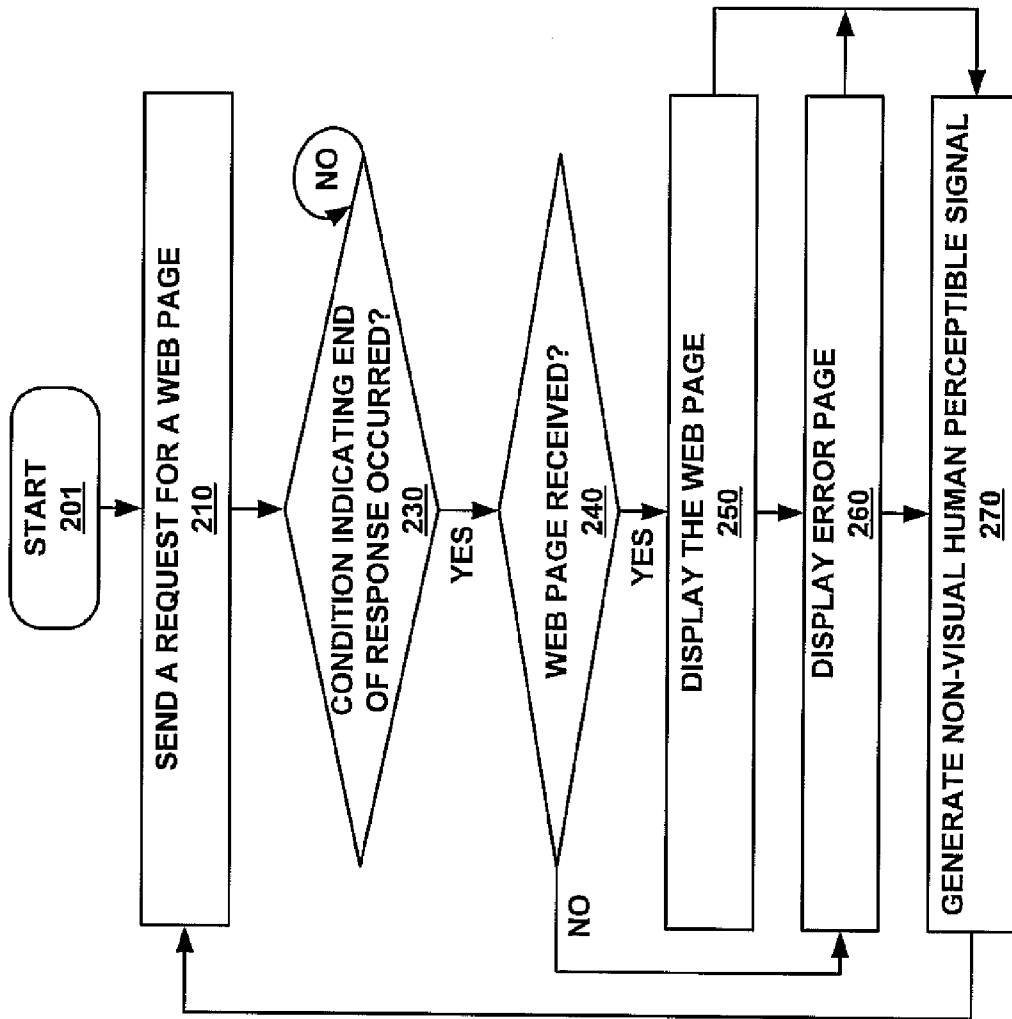 START
201
SEND A REQUEST FOR A WEB PAGE
210
CONDITION INDICATING END
OF RESPONSE OCCURRED?
230
NO
YES
WEB PAGE RECEIVED?
240
NO
YES
DISPLAY THE WEB PAGE
250
DISPLAY ERROR PAGE
260
GENERATE NON-VISUAL HUMAN PERCEPTIBLE SIGNAL
270